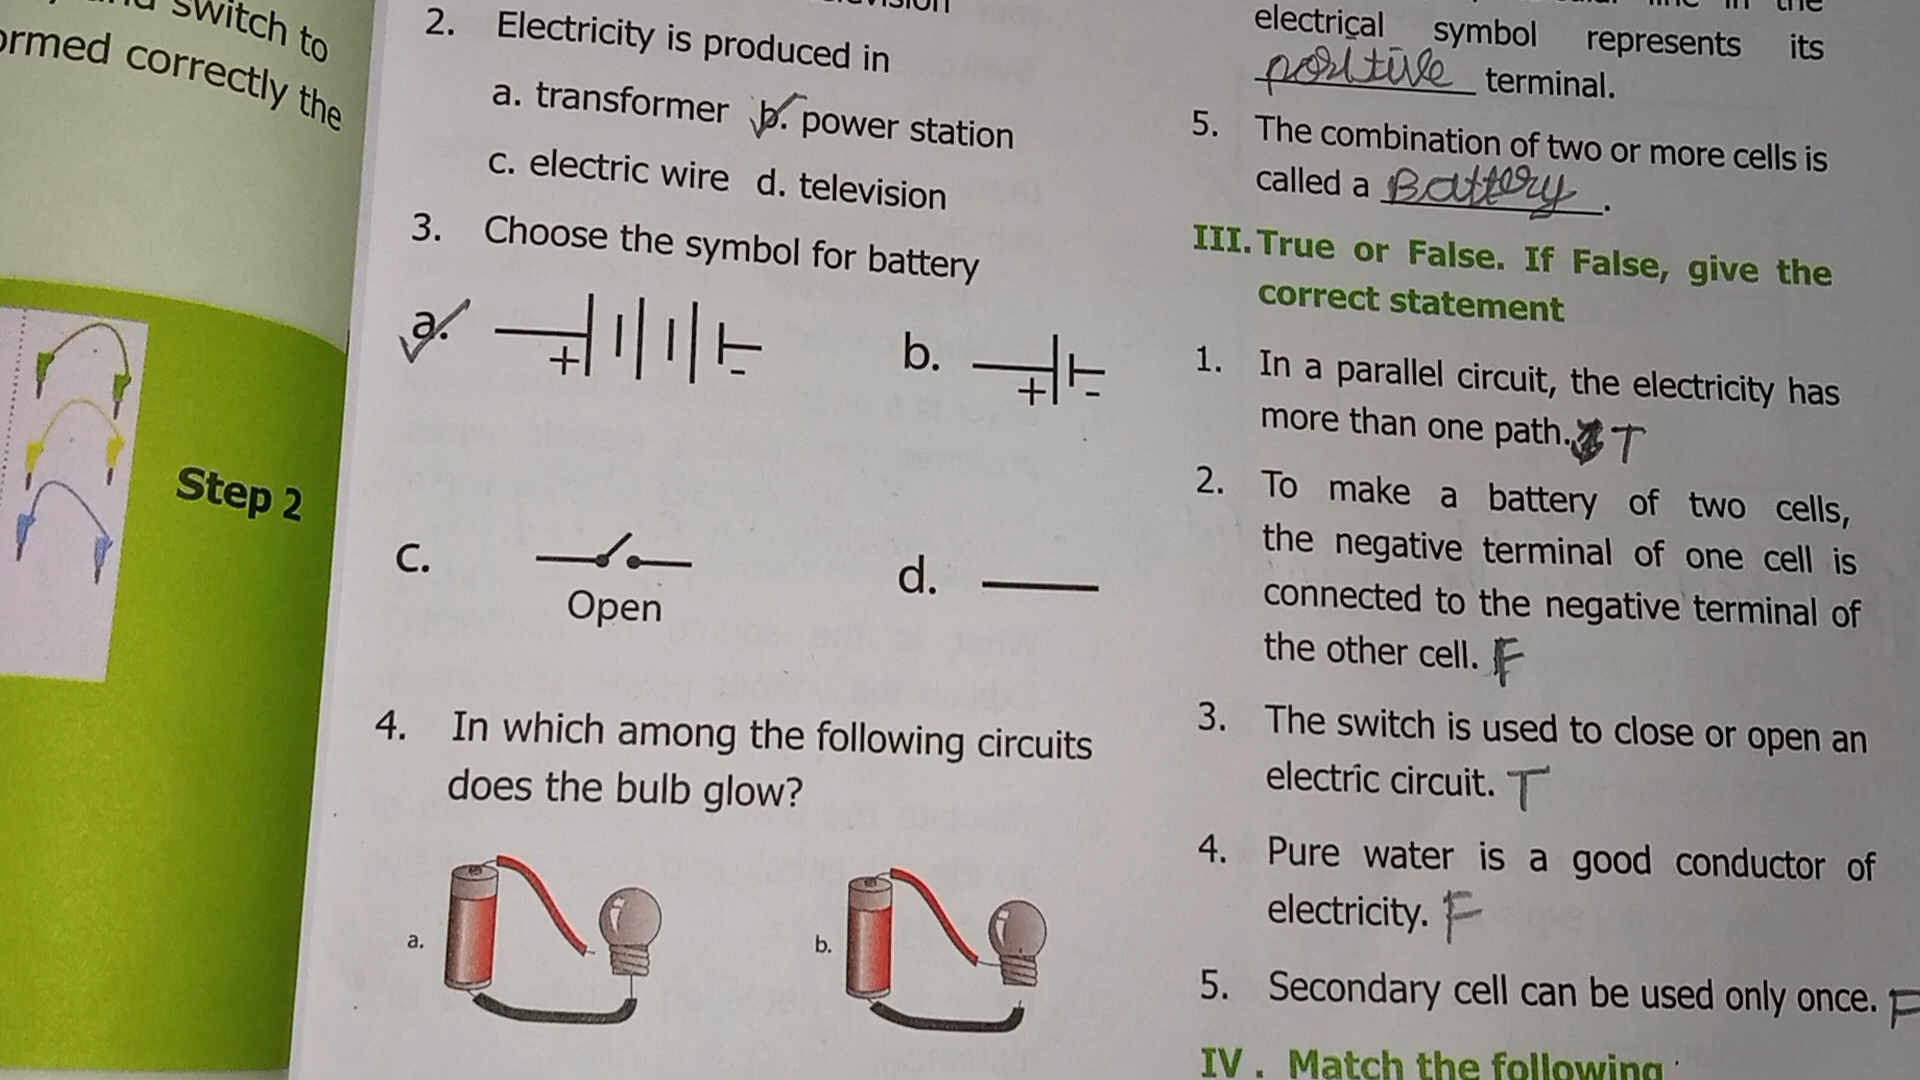 switch to
ormed correctly the
Step 2
2. Electricity is produced in
a. transformer b. power station
c. electric wire d. television
3. Choose the symbol for battery
a. + - b. + -
c. d.
Open
4. In which among the following circuits
does the bulb glow?
a. b.
electrical symbol represents its
positive terminal.
5. The combination of two or more cells is
called a Battery.
III. True or False. If False, give the
correct statement
1. In a parallel circuit, the electricity has
more than one path. T
2. To make a battery of two cells,
the negative terminal of one cell is
connected to the negative terminal of
the other cell. F
3. The switch is used to close or open an
electric circuit. T
4. Pure water is a good conductor of
electricity. F
5. Secondary cell can be used only once. F
IV . Match the following